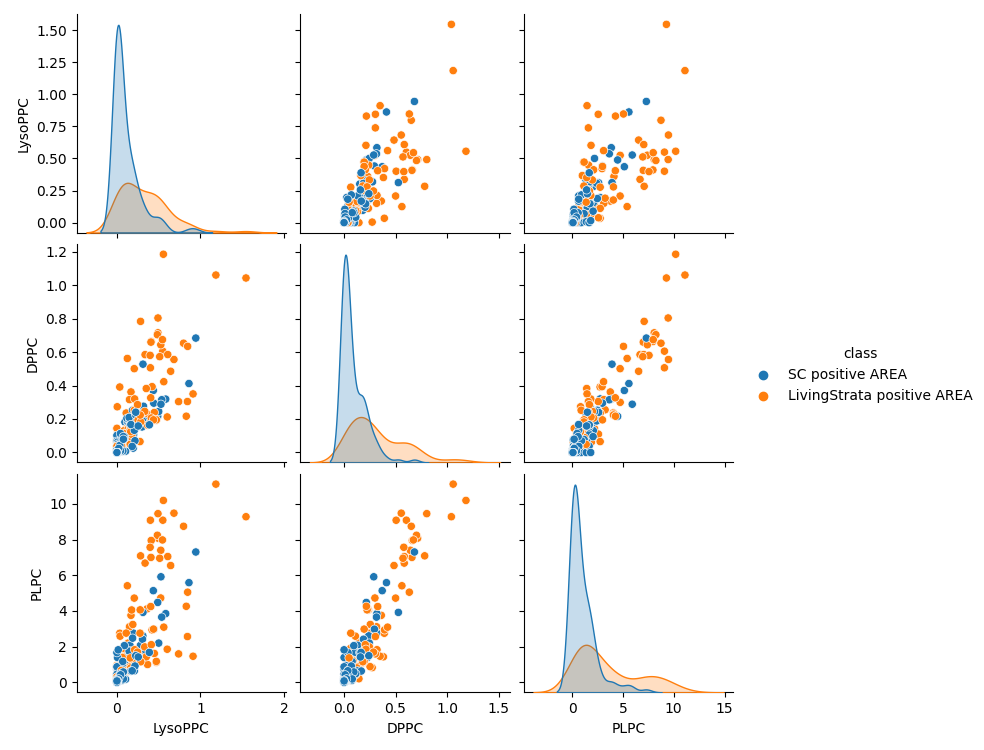 1.50
1.25
1.00
0.75
0.50
0.25
0.00
LysoPPC
1.2
1.0
0.8
0.6
0.4
0.2
0.0
DPPC
class
SC positive AREA
LivingStrata positive AREA
10
8
6
4
2
0
PLPC
0 1 2
0.0 0.5 1.0 1.5
0 5 10 15
LysoPPC DPPC PLPC